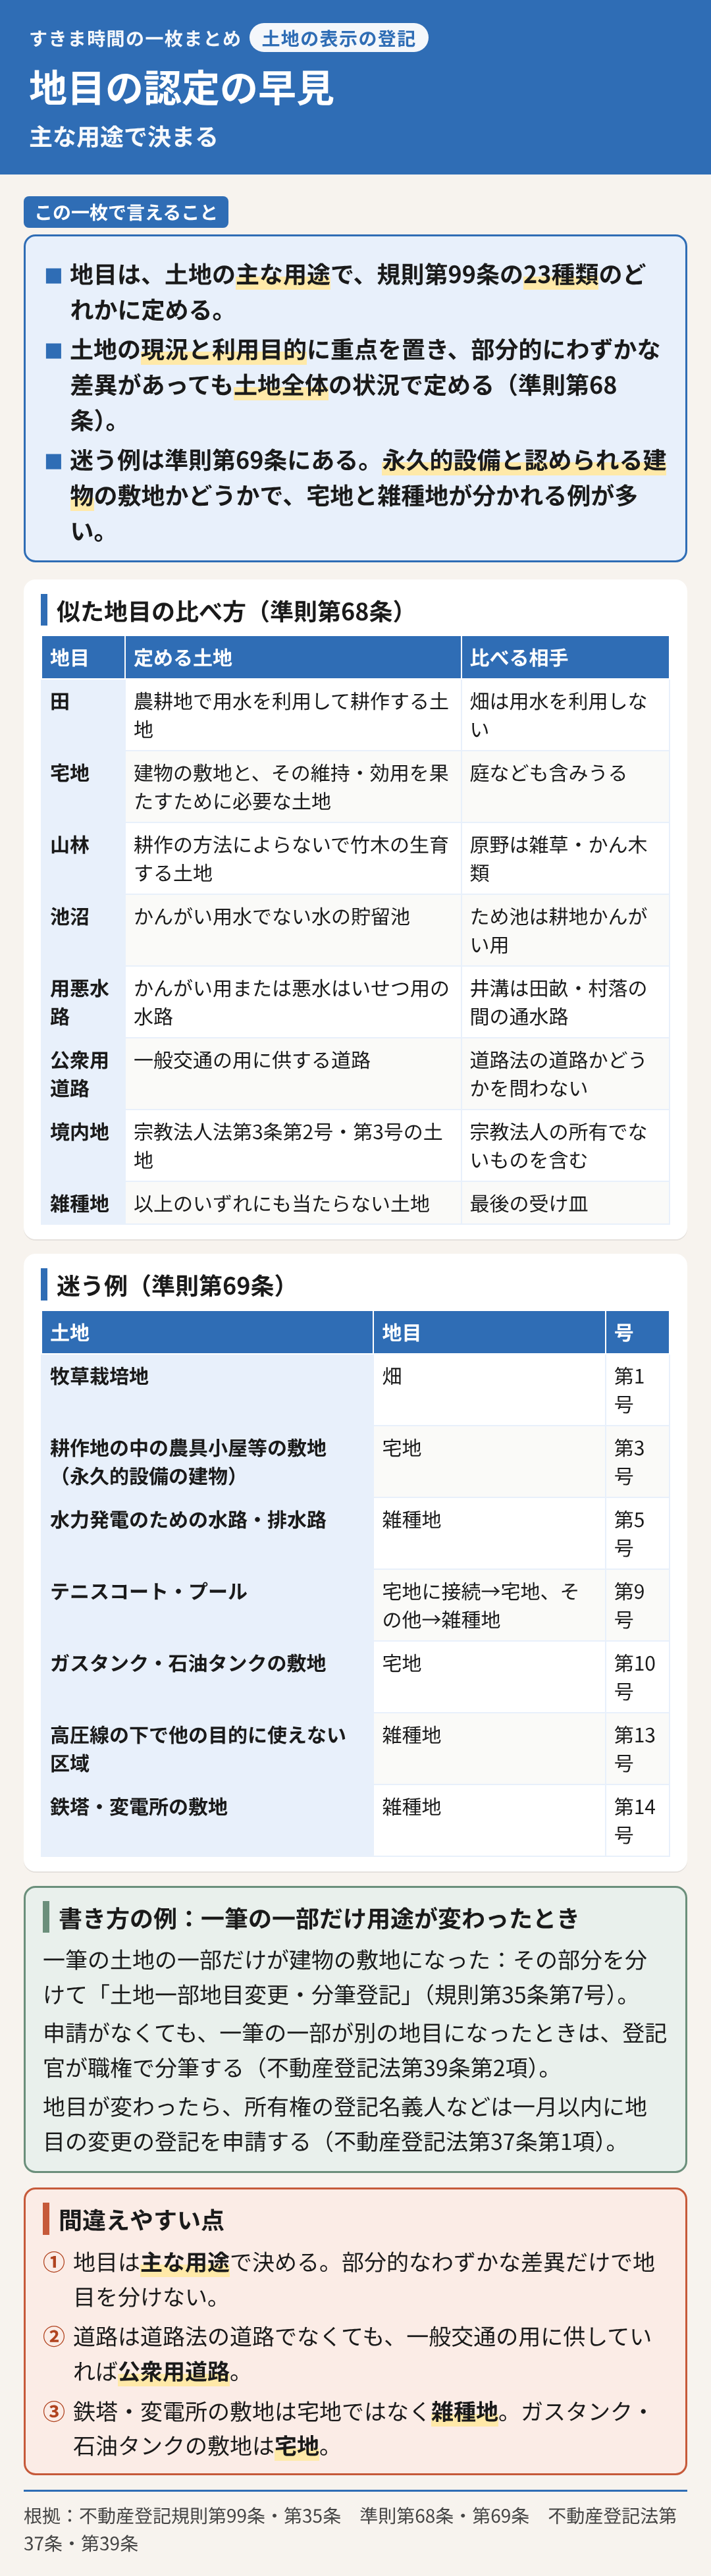 すきま時間の一枚まとめ 土地の表示の登記
地目の認定の早見
主な用途で決まる
この一枚で言えること
■ 地目は、土地の主な用途で、規則第99条の23種類のど
れかに定める。
■ 土地の現況と利用目的に重点を置き、部分的にわずかな
差異があっても土地全体の状況で定める（準則第68
条）。
■ 迷う例は準則第69条にある。永久的設備と認められる建
物の敷地かどうかで、宅地と雑種地が分かれる例が多
い。
似た地目の比べ方（準則第68条）
地目 定める土地 比べる相手
田 農耕地で用水を利用して耕作する土 畑は用水を利用しな
地 い
宅地 建物の敷地と、その維持・効用を果 庭なども含みうる
たすために必要な土地
山林 耕作の方法によらないで竹木の生育 原野は雑草・かん木
する土地 類
池沼 かんがい用水でない水の貯留池 ため池は耕地かんが
い用
用悪水 かんがい用または悪水はいせつ用の 井溝は田畝・村落の
路 水路 間の通水路
公衆用 一般交通の用に供する道路 道路法の道路かどう
道路 かを問わない
境内地 宗教法人法第3条第2号・第3号の土 宗教法人の所有でな
地 いものを含む
雑種地 以上のいずれにも当たらない土地 最後の受け皿
迷う例（準則第69条）
土地 地目 号
牧草栽培地 畑 第1
号
耕作地の中の農具小屋等の敷地 宅地 第3
（永久的設備の建物） 号
水力発電のための水路・排水路 雑種地 第5
号
テニスコート・プール 宅地に接続→宅地、そ 第9
の他→雑種地 号
ガスタンク・石油タンクの敷地 宅地 第10
号
高圧線の下で他の目的に使えない 雑種地 第13
区域 号
鉄塔・変電所の敷地 雑種地 第14
号
書き方の例：一筆の一部だけ用途が変わったとき
一筆の土地の一部だけが建物の敷地になった：その部分を分
けて「土地一部地目変更・分筆登記」（規則第35条第7号）。
申請がなくても、一筆の一部が別の地目になったときは、登記
官が職権で分筆する（不動産登記法第39条第2項）。
地目が変わったら、所有権の登記名義人などは一月以内に地
目の変更の登記を申請する（不動産登記法第37条第1項）。
間違えやすい点
① 地目は主な用途で決める。部分的なわずかな差異だけで地
目を分けない。
② 道路は道路法の道路でなくても、一般交通の用に供してい
れば公衆用道路。
③ 鉄塔・変電所の敷地は宅地ではなく雑種地。ガスタンク・
石油タンクの敷地は宅地。
根拠：不動産登記規則第99条・第35条　準則第68条・第69条　不動産登記法第
37条・第39条